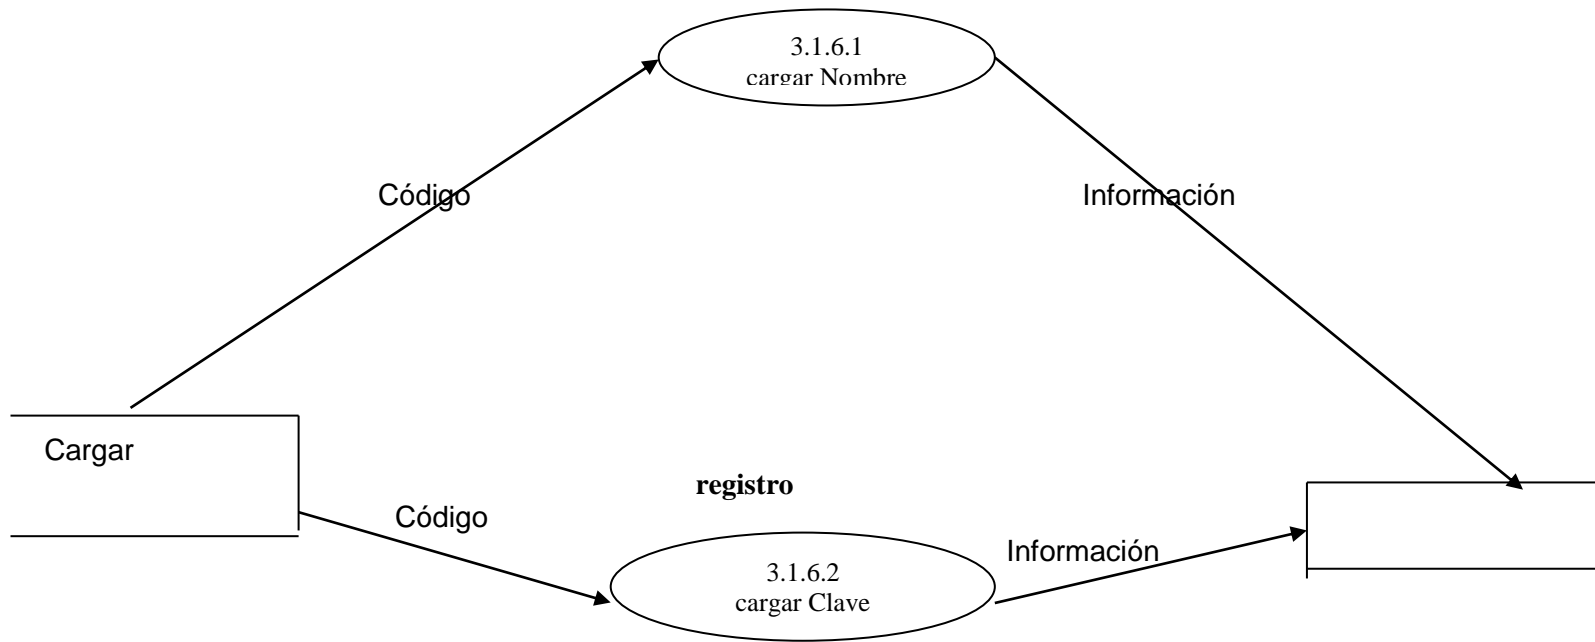 3.1.6.1
cargar Nombre
Código
Información
Cargar
registro
Código
Información
3.1.6.2
cargar Clave